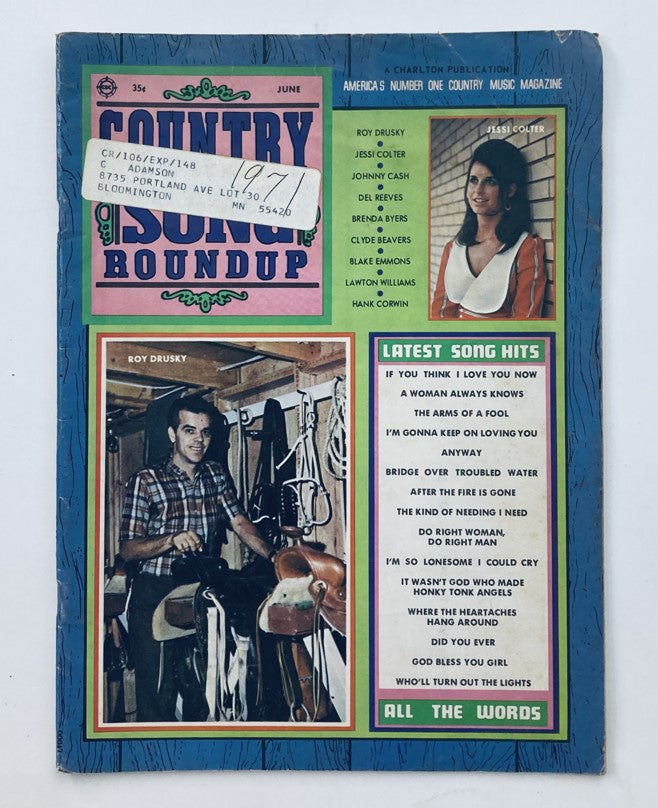 A CHARLTON PUBLICATION
AMERICA'S NUMBER ONE COUNTRY MUSIC MAGAZINE
CDC
35¢
JUNE
COUNTRY
SONG
ROUNDUP
CR/106/EXP/148
C ADAMSON
8735 PORTLAND AVE LOT 30
BLOOMINGTON MN 55420
1971
ROY DRUSKY
JESSI COLTER
JOHNNY CASH
DEL REEVES
BRENDA BYERS
CLYDE BEAVERS
BLAKE EMMONS
LAWTON WILLIAMS
HANK CORWIN
JESSI COLTER
ROY DRUSKY
LATEST SONG HITS
IF YOU THINK I LOVE YOU NOW
A WOMAN ALWAYS KNOWS
THE ARMS OF A FOOL
I'M GONNA KEEP ON LOVING YOU
ANYWAY
BRIDGE OVER TROUBLED WATER
AFTER THE FIRE IS GONE
THE KIND OF NEEDING I NEED
DO RIGHT WOMAN,
DO RIGHT MAN
I'M SO LONESOME I COULD CRY
IT WASN'T GOD WHO MADE
HONKY TONK ANGELS
WHERE THE HEARTACHES
HANG AROUND
DID YOU EVER
GOD BLESS YOU GIRL
WHO'LL TURN OUT THE LIGHTS
ALL THE WORDS